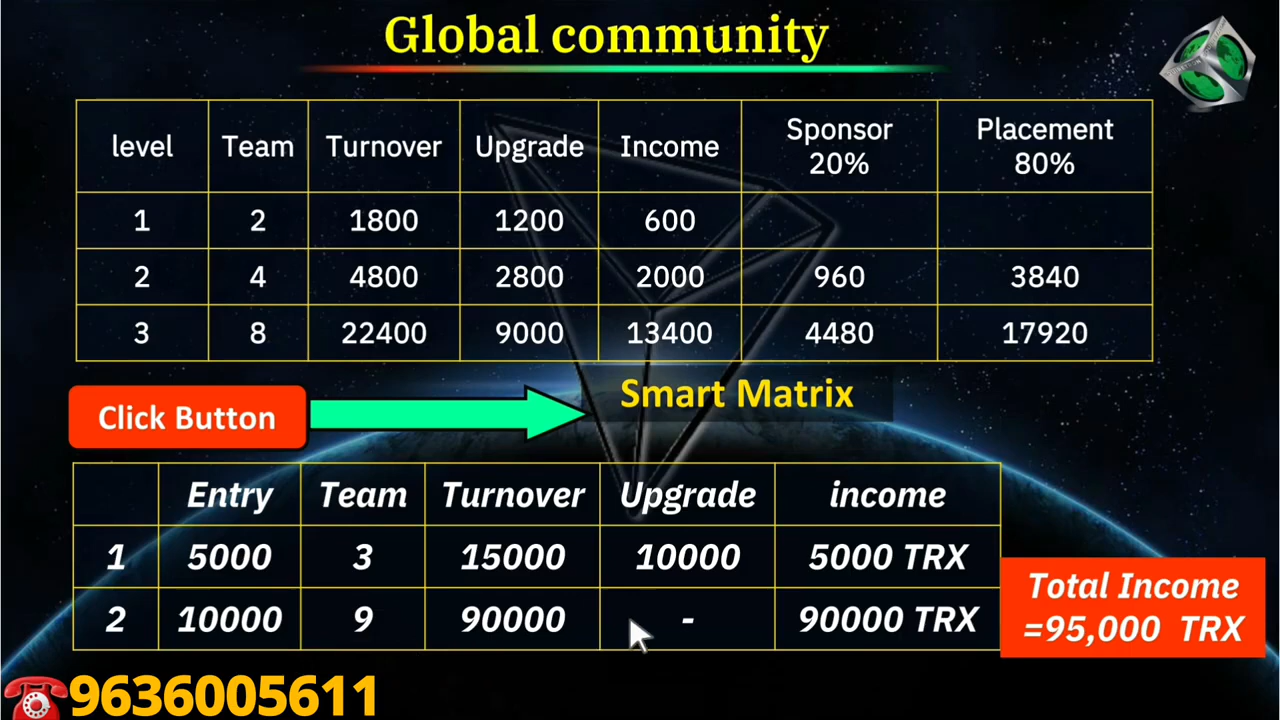 Global community
level Team Turnover Upgrade Income Sponsor 20% Placement 80%
1 2 1800 1200 600
2 4 4800 2800 2000 960 3840
3 8 22400 9000 13400 4480 17920
Click Button
Smart Matrix
Entry Team Turnover Upgrade income
1 5000 3 15000 10000 5000 TRX
2 10000 9 90000 - 90000 TRX
Total Income
=95,000 TRX
9636005611